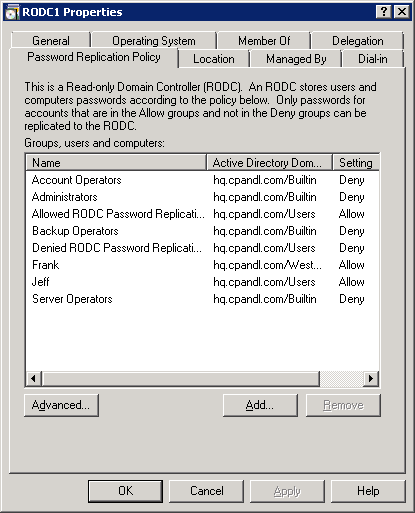 RODC1 Properties
General Operating System Member Of Delegation
Password Replication Policy Location Managed By Dial-in
This is a Read-only Domain Controller (RODC). An RODC stores users and
computers passwords according to the policy below. Only passwords for
accounts that are in the Allow groups and not in the Deny groups can be
replicated to the RODC.
Groups, users and computers:
Name Active Directory Dom... Setting
Account Operators hq.cpandl.com/Builtin Deny
Administrators hq.cpandl.com/Builtin Deny
Allowed RODC Password Replicati... hq.cpandl.com/Users Allow
Backup Operators hq.cpandl.com/Builtin Deny
Denied RODC Password Replicati... hq.cpandl.com/Users Deny
Frank hq.cpandl.com/West... Allow
Jeff hq.cpandl.com/Users Allow
Server Operators hq.cpandl.com/Builtin Deny
Advanced... Add... Remove
OK Cancel Apply Help